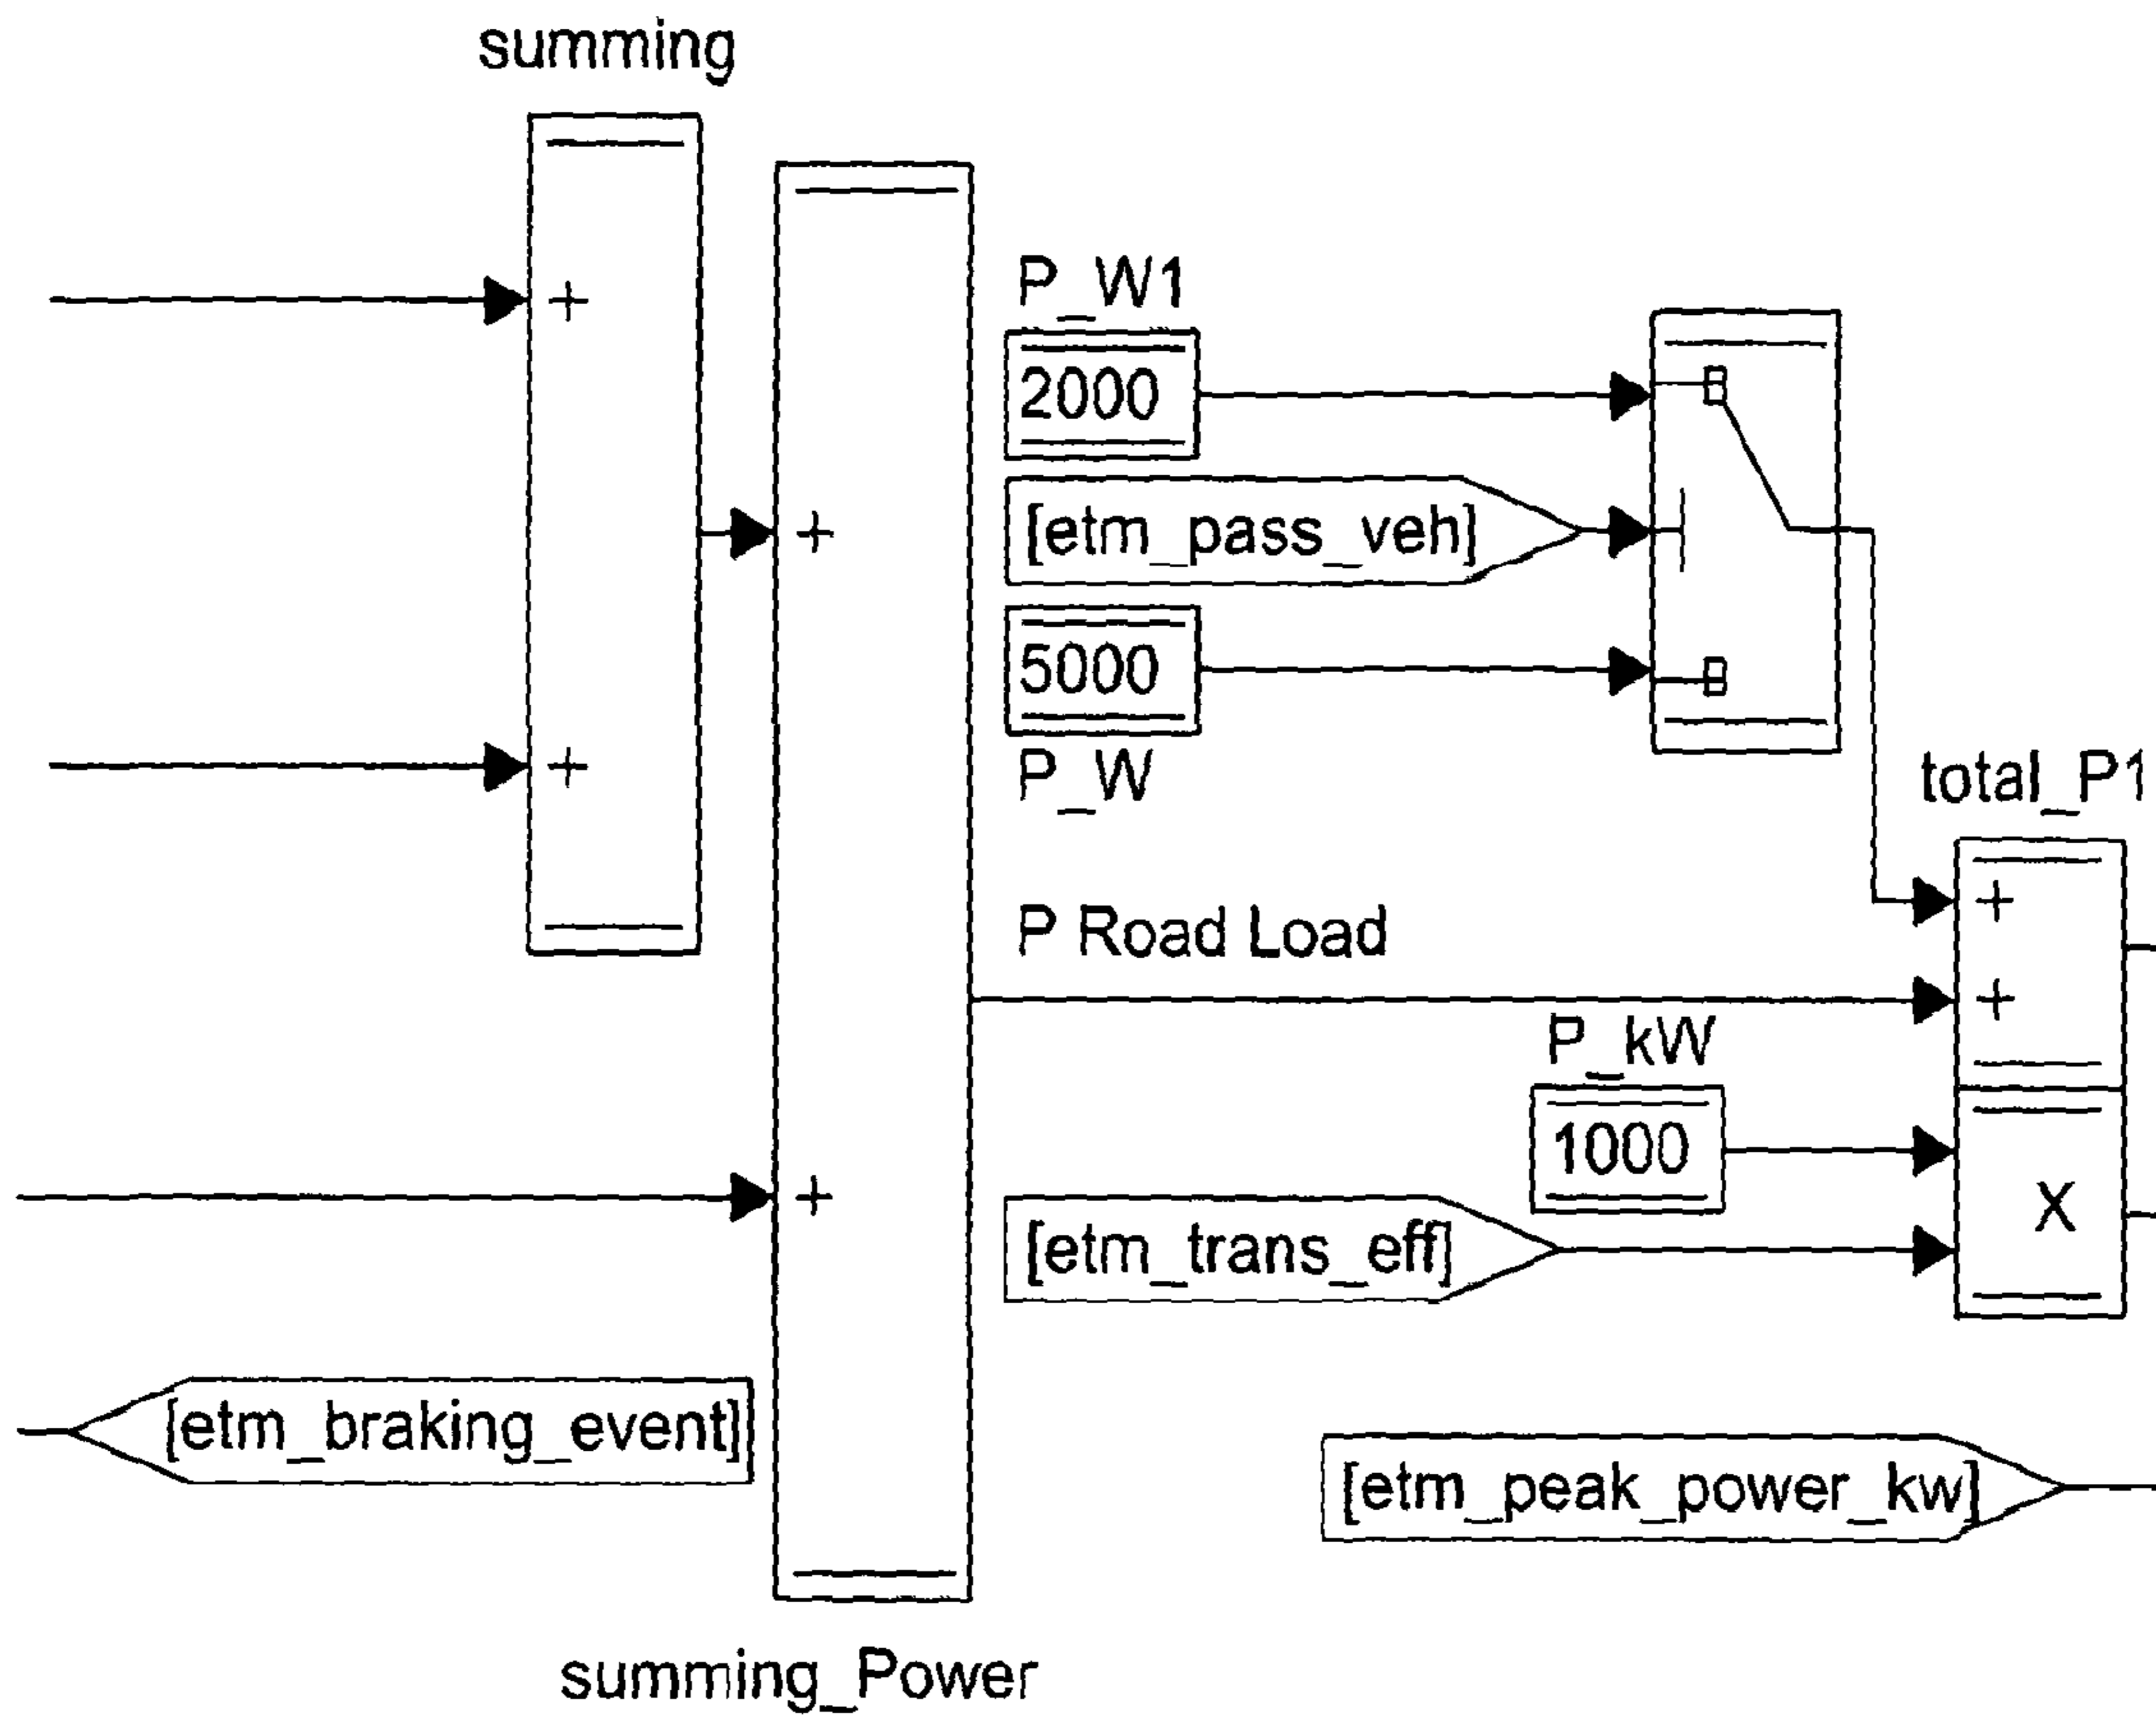 summing
+
+
+
+
P_W1
2000
[etm_pass_veh]
5000
P_W
total_P1
+
P Road Load
+
P_kW
1000
X
[etm_trans_eff]
[etm_braking_event]
[etm_peak_power_kw]
summing_Power